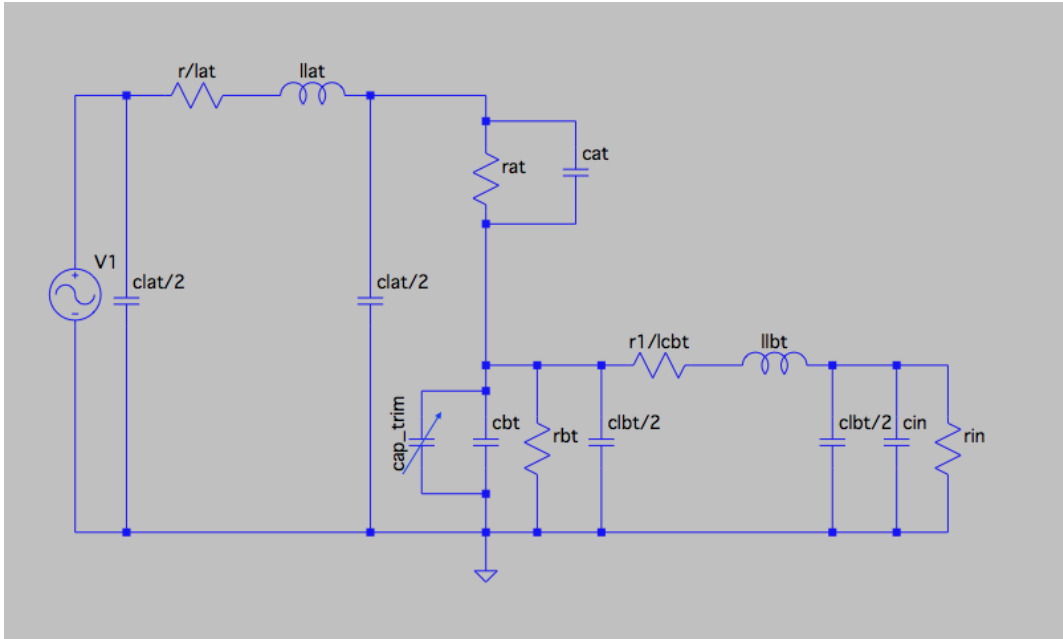 r/lat
llat
cat
rat
V1
clat/2
clat/2
r1/lcbt
llbt
cap_trim
cbt
rbt
clbt/2
clbt/2
cin
rin